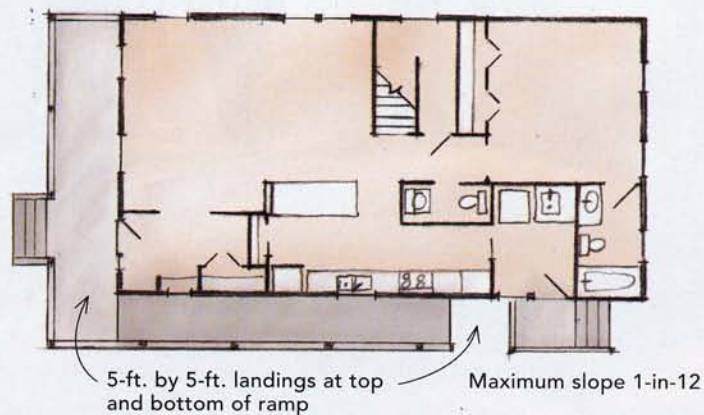 5-ft. by 5-ft. landings at top
and bottom of ramp
Maximum slope 1-in-12